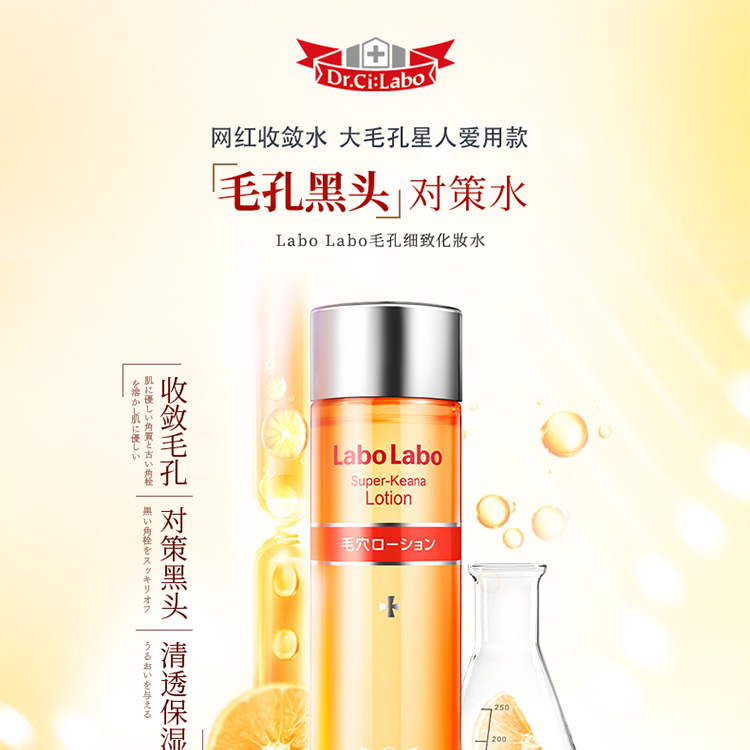 Dr.Ci:Labo
网红收敛水 大毛孔星人爱用款
「毛孔黑头」对策水
Labo Labo毛孔细致化妝水
收敛毛孔
肌に優しい角質と古い角栓
を溶かし肌に優しい
对策黑头
黒い角栓をスッキリオフ
清透保湿
うるおいを与える
Labo Labo
Super-Keana
Lotion
毛穴ローション
250
200